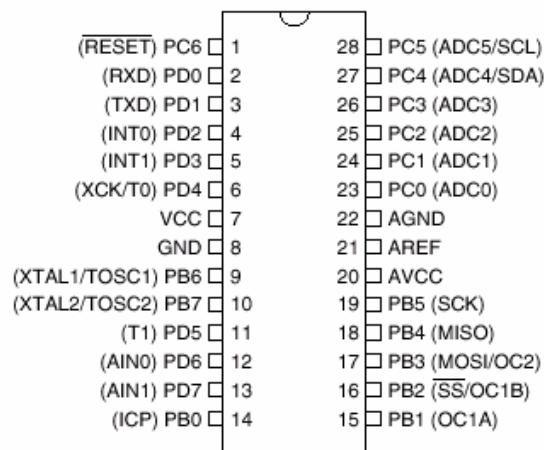 (RESET) PC6 1 28 PC5 (ADC5/SCL)
(RXD) PD0 2 27 PC4 (ADC4/SDA)
(TXD) PD1 3 26 PC3 (ADC3)
(INT0) PD2 4 25 PC2 (ADC2)
(INT1) PD3 5 24 PC1 (ADC1)
(XCK/T0) PD4 6 23 PC0 (ADC0)
VCC 7 22 AGND
GND 8 21 AREF
(XTAL1/TOSC1) PB6 9 20 AVCC
(XTAL2/TOSC2) PB7 10 19 PB5 (SCK)
(T1) PD5 11 18 PB4 (MISO)
(AIN0) PD6 12 17 PB3 (MOSI/OC2)
(AIN1) PD7 13 16 PB2 (SS/OC1B)
(ICP) PB0 14 15 PB1 (OC1A)